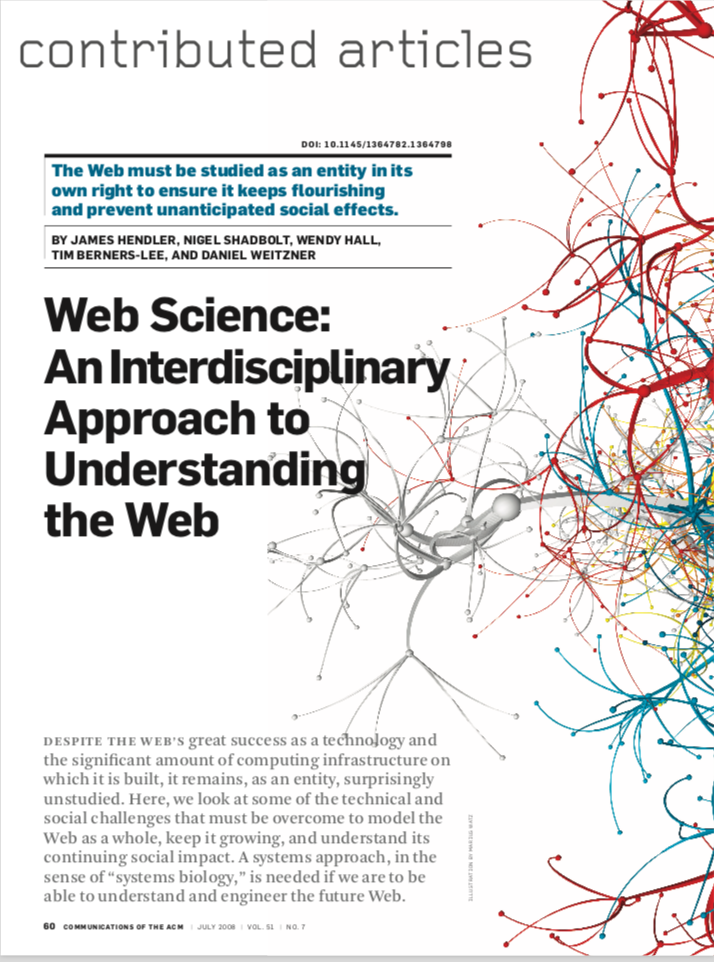 contributed articles
DOI: 10.1145/1364782.1364798
The Web must be studied as an entity in its
own right to ensure it keeps flourishing
and prevent unanticipated social effects.
BY JAMES HENDLER, NIGEL SHADBOLT, WENDY HALL,
TIM BERNERS-LEE, AND DANIEL WEITZNER
Web Science:
An Interdisciplinary
Approach to
Understanding
the Web
DESPITE THE WEB'S great success as a technology and
the significant amount of computing infrastructure on
which it is built, it remains, as an entity, surprisingly
unstudied. Here, we look at some of the technical and
social challenges that must be overcome to model the
Web as a whole, keep it growing, and understand its
continuing social impact. A systems approach, in the
sense of “systems biology,” is needed if we are to be
able to understand and engineer the future Web.
60 COMMUNICATIONS OF THE ACM | JULY 2008 | VOL. 51 | NO. 7
ILLUSTRATION BY